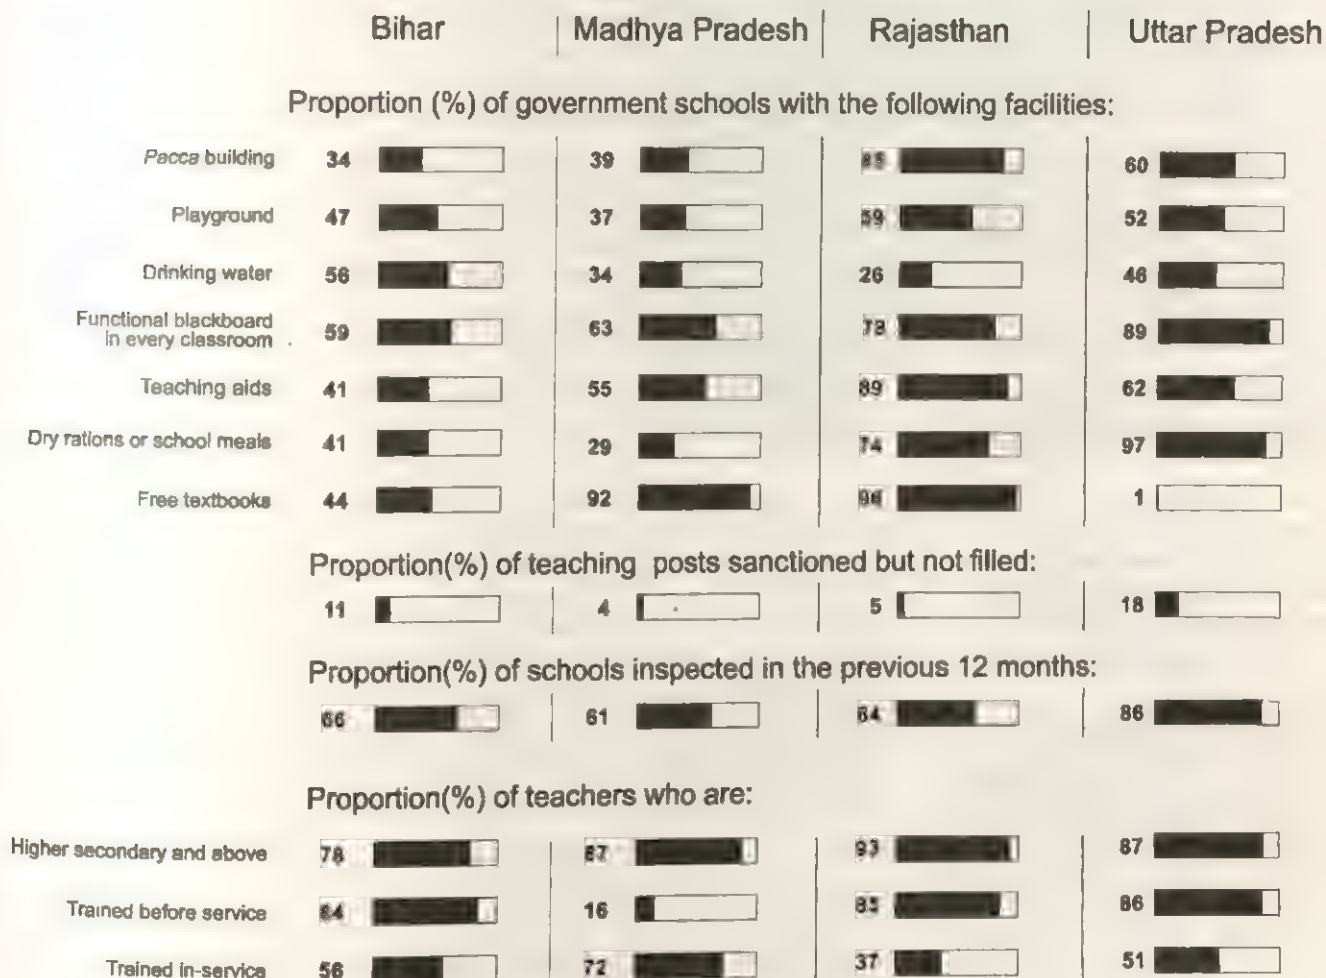 Bihar Madhya Pradesh Rajasthan Uttar Pradesh
Proportion (%) of government schools with the following facilities:
Pacca building 34 39 85 60
Playground 47 37 59 52
Drinking water 56 34 26 46
Functional blackboard
in every classroom 59 63 78 89
Teaching aids 41 55 89 62
Dry rations or school meals 41 29 74 97
Free textbooks 44 92 1
Proportion(%) of teaching posts sanctioned but not filled:
11 4 5 18
Proportion(%) of schools inspected in the previous 12 months:
66 61 64 86
Proportion(%) of teachers who are:
Higher secondary and above 78 87 93 87
Trained before service 84 16 85 86
Trained in-service 56 72 37 51